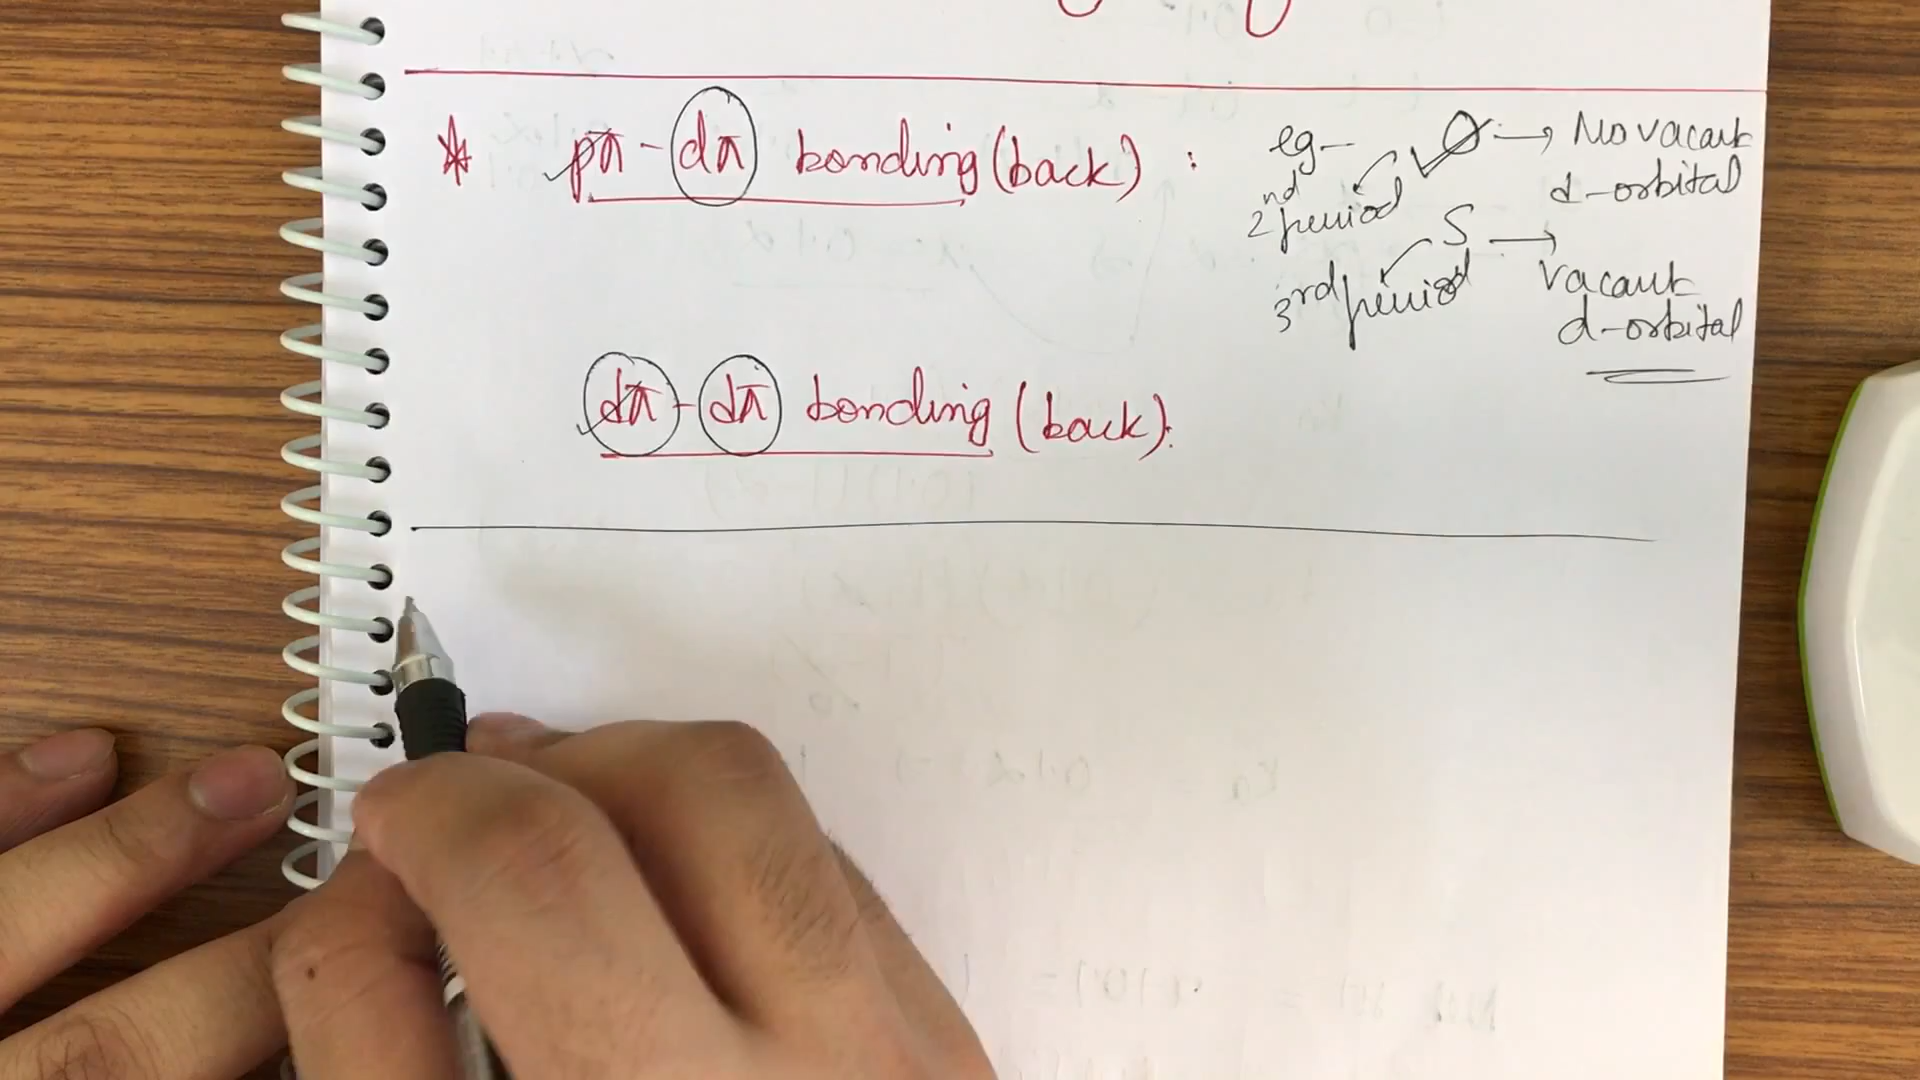 * pπ - dπ bonding (back) :
eg – O → No vacant
d-orbital
2nd period
S → Vacant
d-orbital
3rd period
dπ - dπ bonding (back):